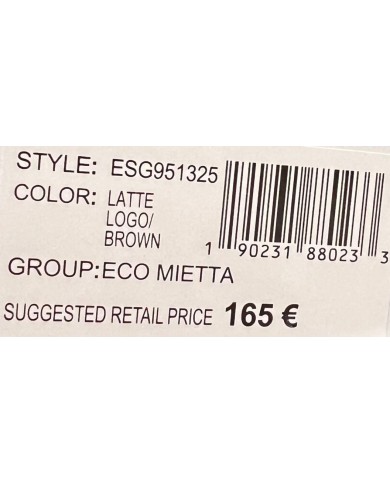 STYLE: ESG951325
COLOR: LATTE
LOGO/
BROWN
1 90231 88023 3
GROUP:ECO MIETTA
SUGGESTED RETAIL PRICE 165 €